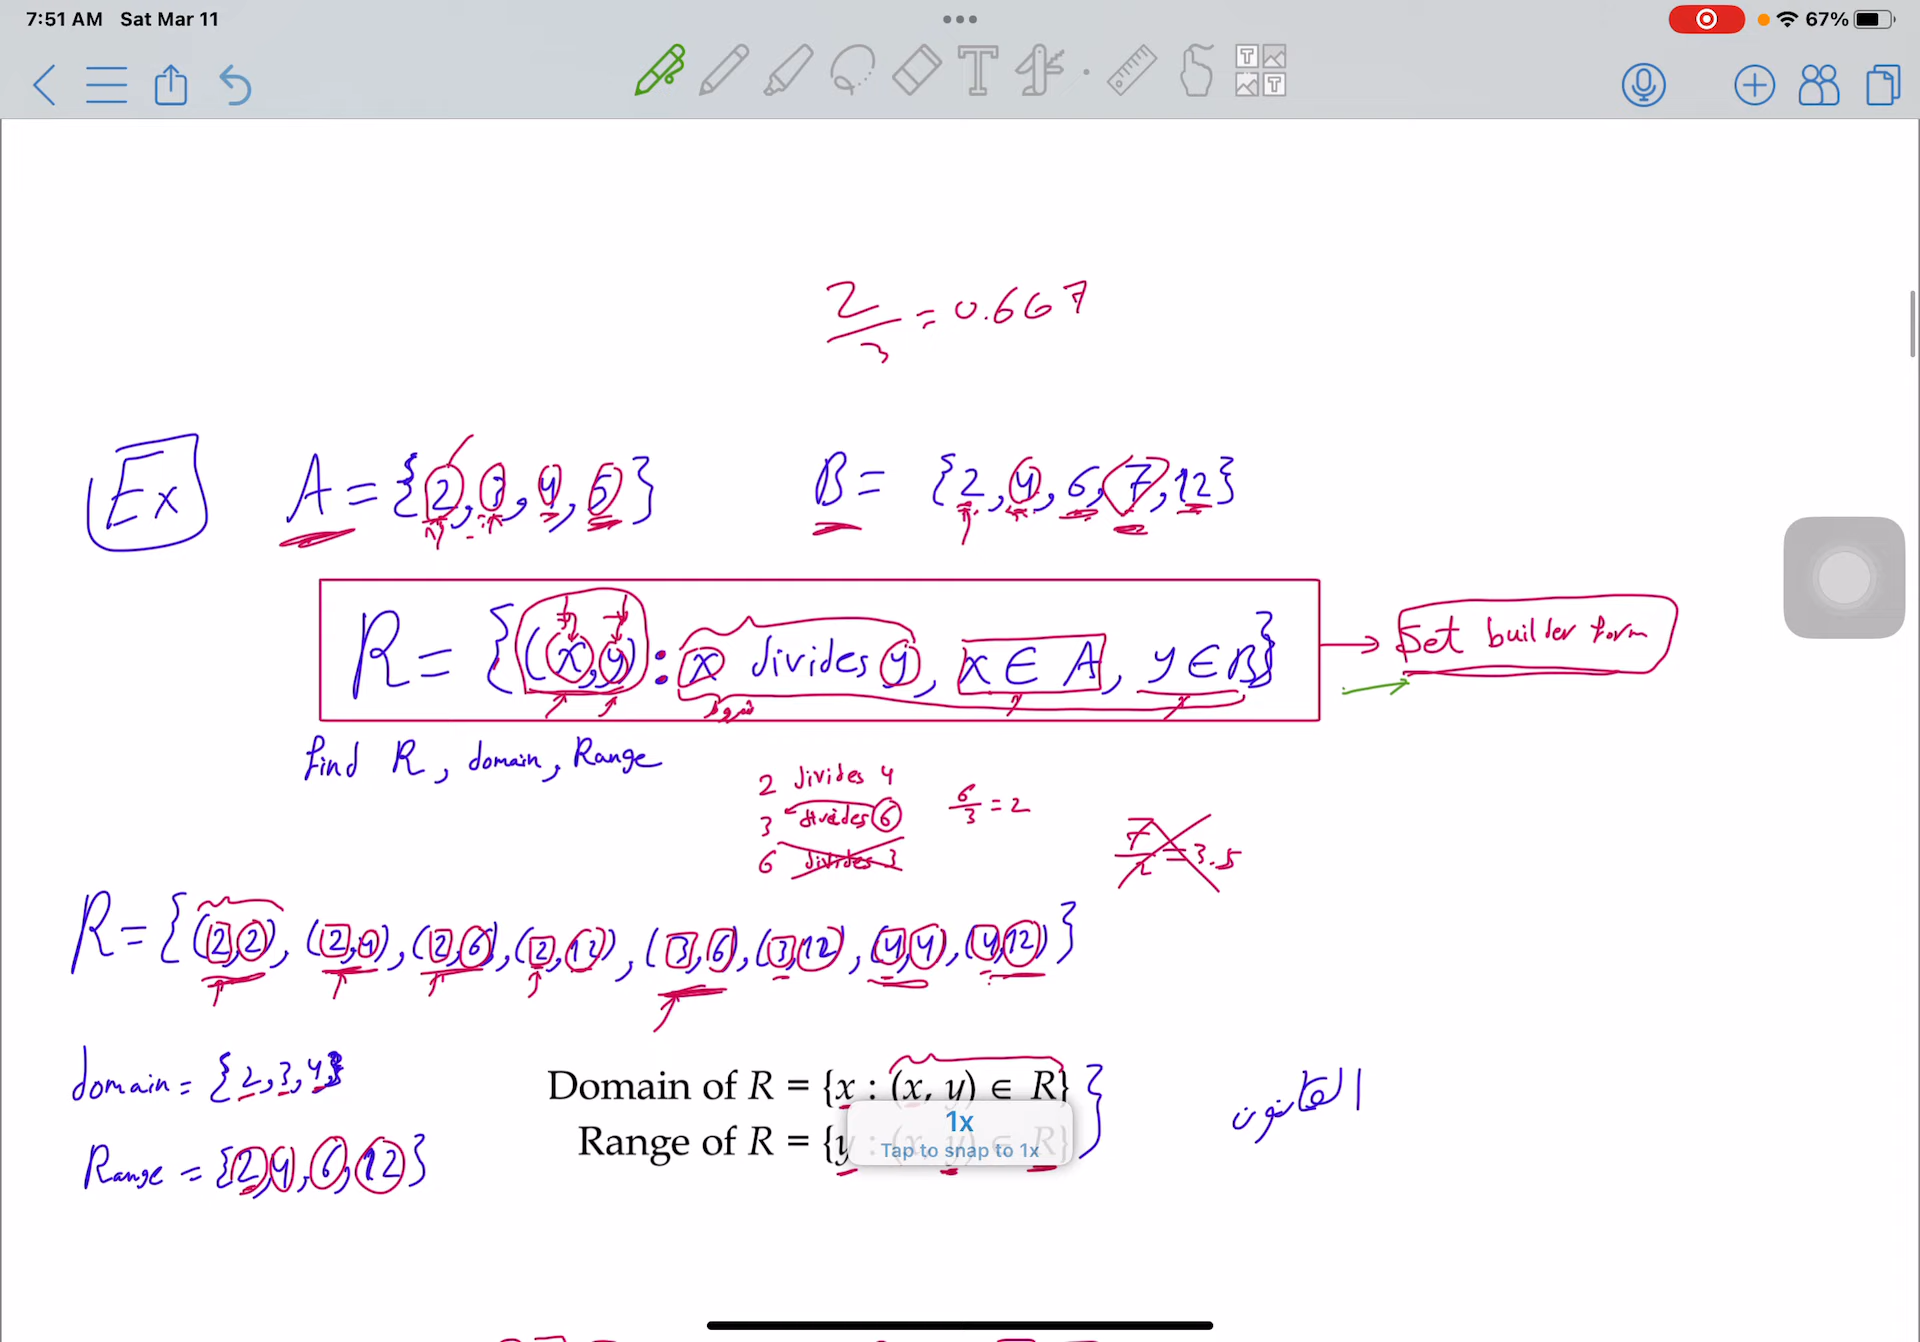 7:51 AM Sat Mar 11
67%
2/3 = 0.667
Ex A = {2, 3, 4, 5} B = {2, 4, 6, 7, 12}
R = {(x, y) : x divides y, x ∈ A, y ∈ B} → Set builder form
find R, domain, Range
2 divides 4
3 divides 6 6/3 = 2
6 divides 3 7/2 = 3.5
R = {(2,2), (2,4), (2,6), (2,12), (3,6), (3,12), (4,4), (4,12)}
domain = {2,3,4}
Domain of R = {x : (x, y) ∈ R}
القانون
Range of R = {y : (x, y) ∈ R}
1x
Tap to snap to 1x
Range = {2,4,6,12}